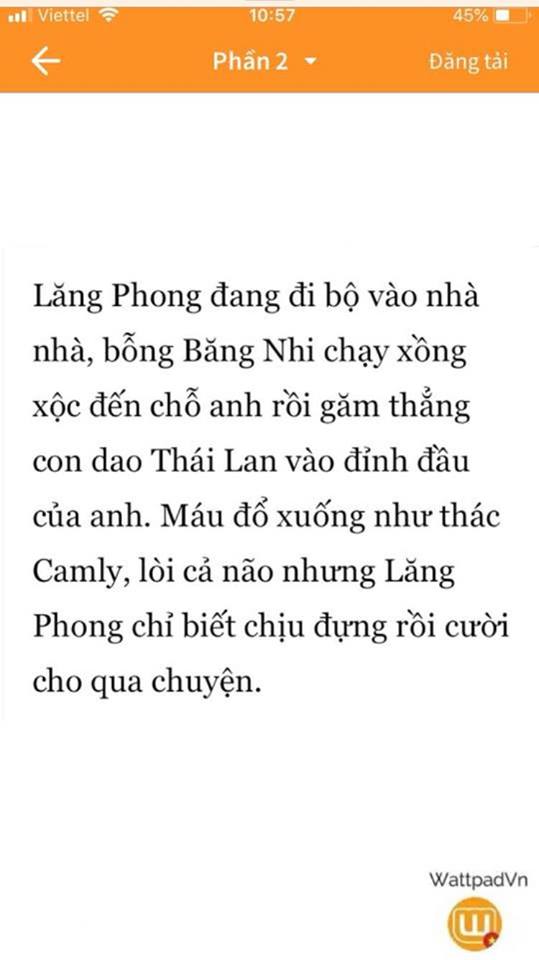 Viettel 10:57 45%
Phần 2 Đăng tải
Lăng Phong đang đi bộ vào nhà
nhà, bỗng Băng Nhi chạy xồng
xộc đến chỗ anh rồi găm thẳng
con dao Thái Lan vào đỉnh đầu
của anh. Máu đổ xuống như thác
Camly, lòi cả não nhưng Lăng
Phong chỉ biết chịu đựng rồi cười
cho qua chuyện.
WattpadVn